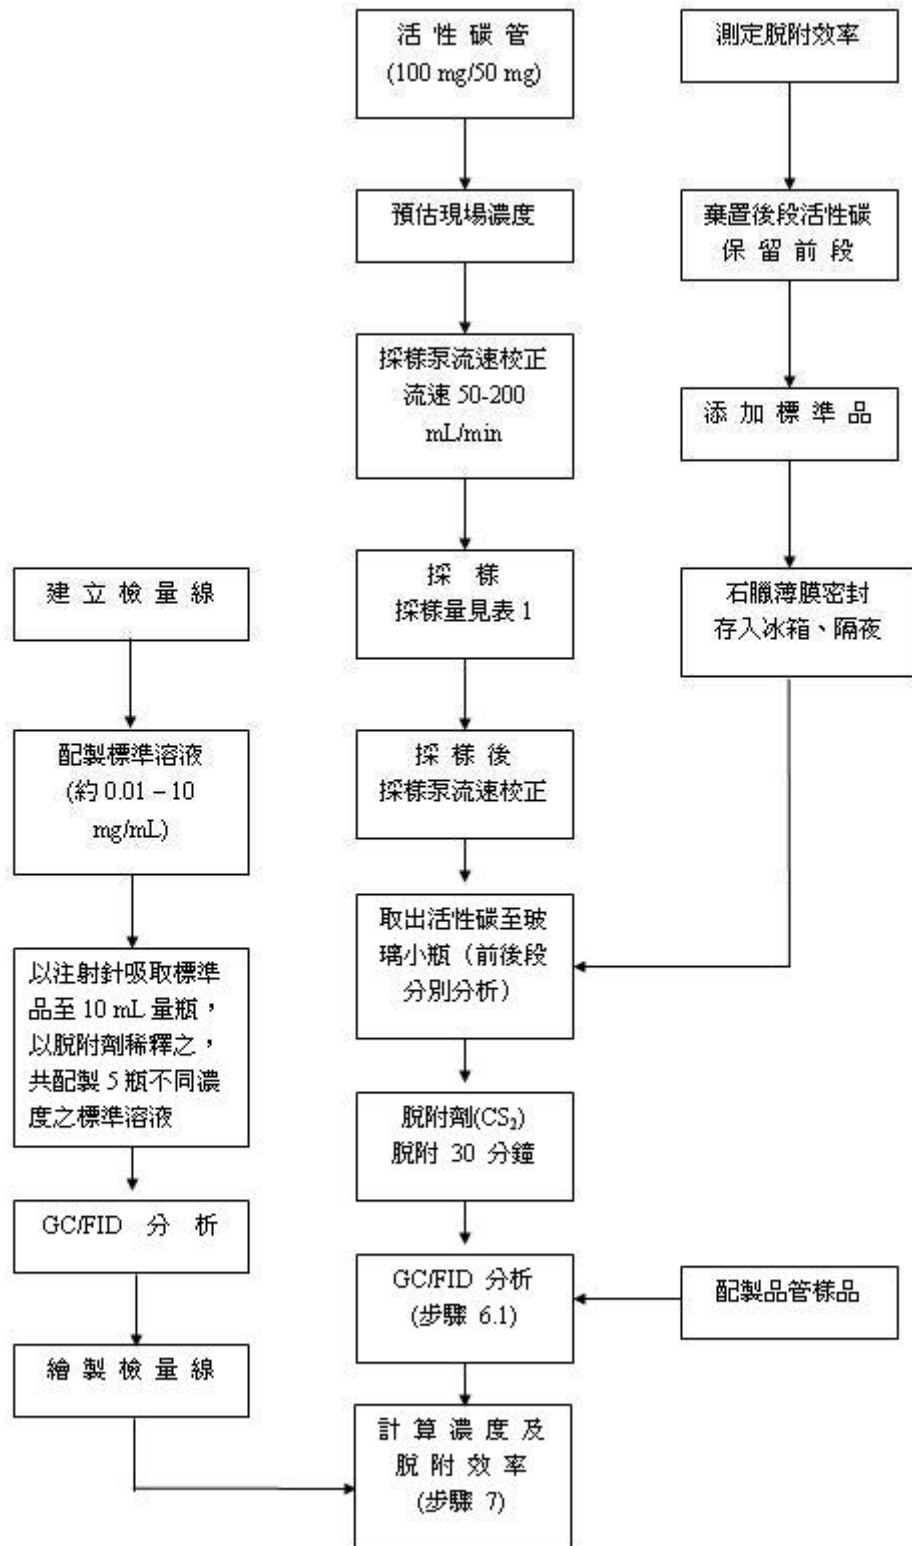 活 性 碳 管
(100 mg/50 mg)
預估現場濃度
採樣泵流速校正
流速 50-200
mL/min
採 樣
採樣量見表 1
採 樣 後
採樣泵流速校正
取出活性碳至玻
璃小瓶（前後段
分別分析）
脫附劑(CS₂)
脫附 30 分鐘
GC/FID 分析
(步驟 6.1)
計 算 濃 度 及
脫 附 效 率
(步驟 7)
測定脫附效率
棄置後段活性碳
保 留 前 段
添 加 標 準 品
石臘薄膜密封
存入冰箱、隔夜
配製品管樣品
建 立 檢 量 線
配製標準溶液
(約 0.01 – 10
mg/mL)
以注射針吸取標準
品至 10 mL 量瓶，
以脫附劑稀釋之，
共配製 5 瓶不同濃
度之標準溶液
GC/FID 分 析
繪 製 檢 量 線